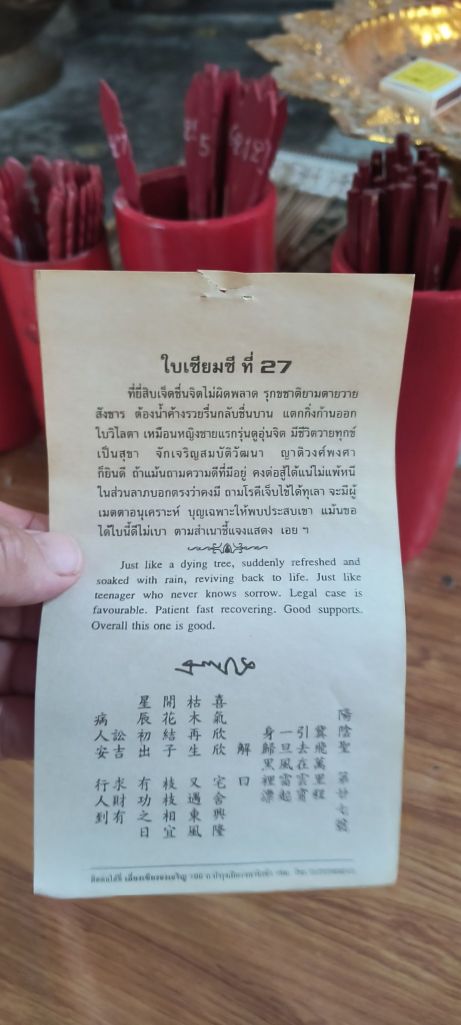 ใบเซียมซี ที่ 27
ที่ยี่สิบเจ็ดชื่นจิตไม่ผิดพลาด รุกขชาติยามตายวาย
สังขาร ต้องน้ำค้างรวยรื่นกลับชื่นบาน แตกกิ่งก้านออก
ใบวิไลตา เหมือนหญิงชายแรกรุ่นดูอุ่นจิต มีชีวิตวายทุกข์
เป็นสุขา จักเจริญสมบัติวัฒนา ญาติวงศ์พงศา
ก็ยินดี ถ้าแม้นถามความดีที่มีอยู่ คงต่อสู้ได้แน่ไม่แพ้หนี
ในส่วนลาภบอกตรงว่าคงมี ถามโรคีเจ็บไข้ได้ทุเลา จะมีผู้
เมตตาอนุเคราะห์ บุญเฉพาะให้พบประสบเขา แม้นขอ
ได้ใบนี้ดีไม่เบา ตามสำเนาชี้แจงแสดง เอย ฯ
Just like a dying tree, suddenly refreshed and
soaked with rain, reviving back to life. Just like
teenager who never knows sorrow. Legal case is
favourable. Patient fast recovering. Good supports.
Overall this one is good.
陽陰聖 第廿七號
鵞飛萬里程
引去在雲霄
一旦風雷起
身歸黑裡漂
解曰
喜氣欣欣 宅舍興隆
枯木再生 又遇東風
開花結子 枝枝相宜
星辰初出 有功之日
訟吉 求財有
病人安 行人到
27
5